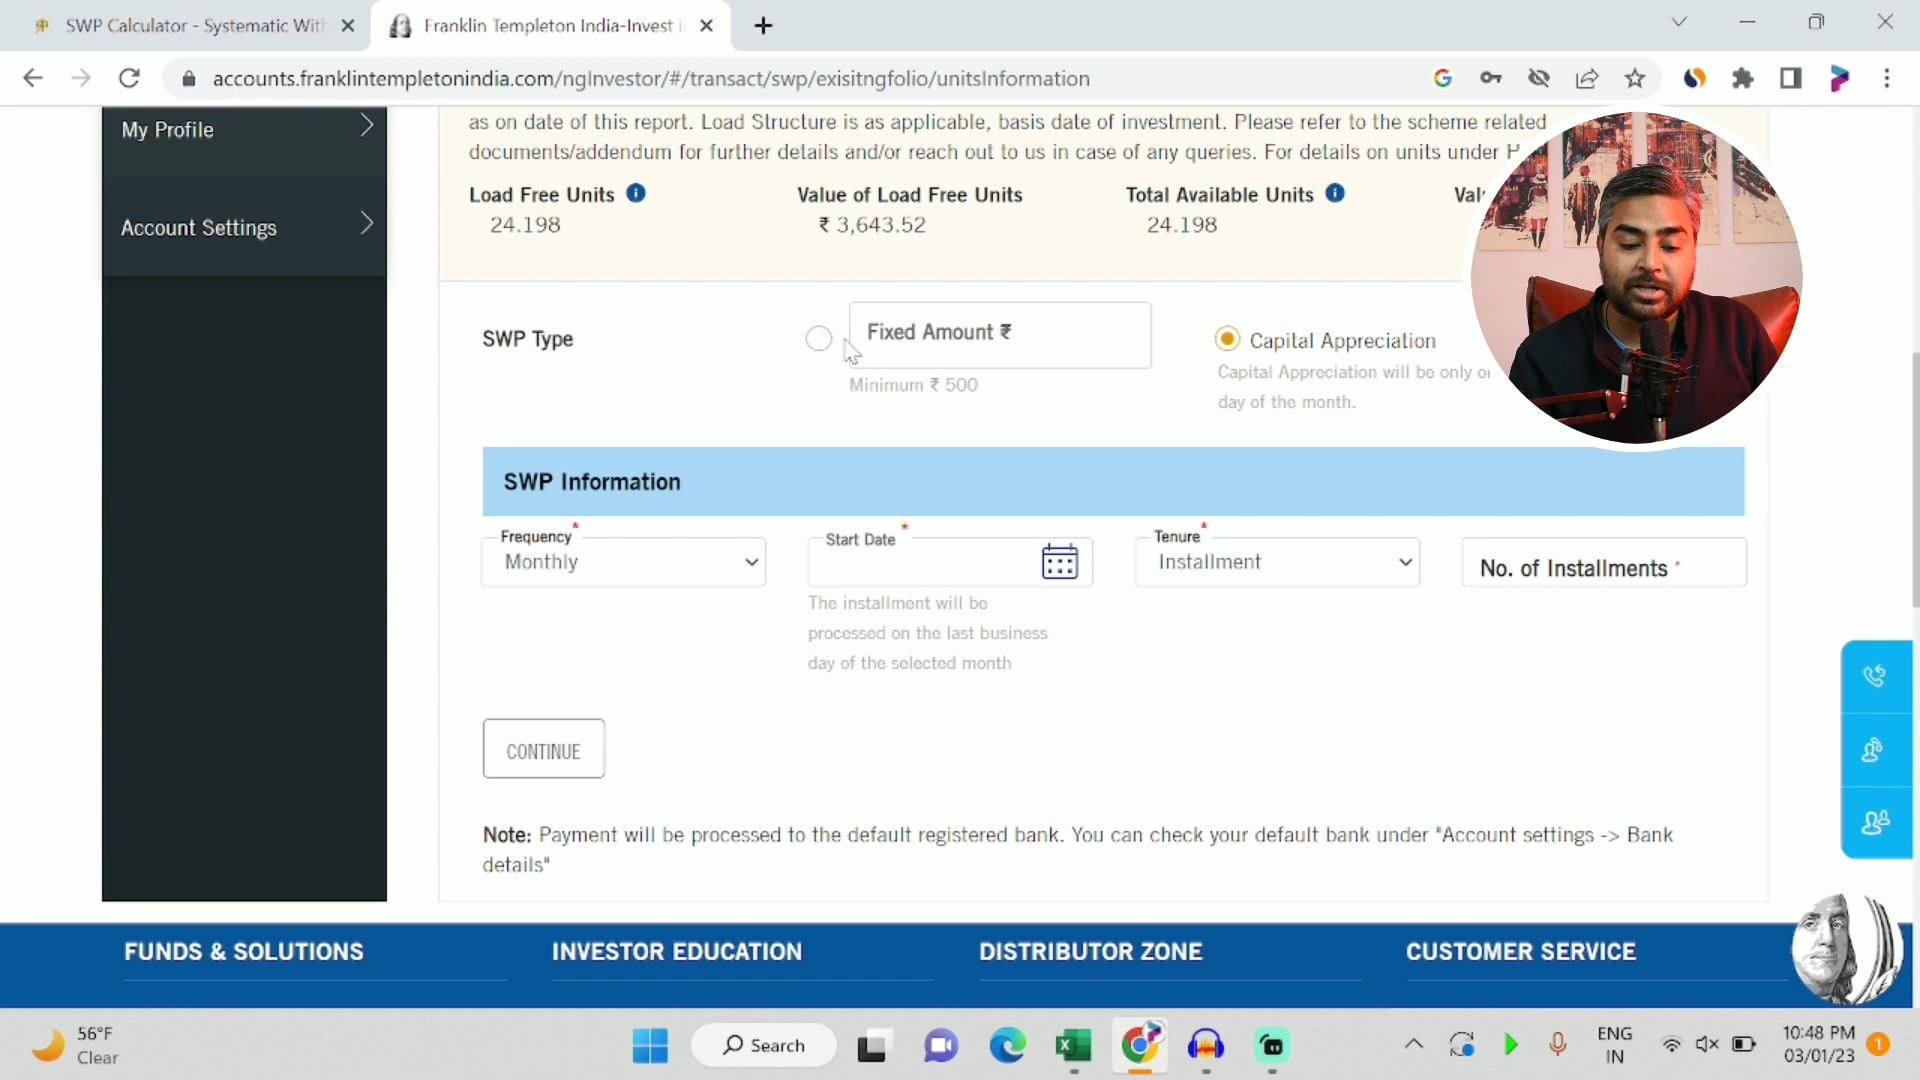 SWP Calculator - Systematic With
Franklin Templeton India-Invest i
accounts.franklintempletonindia.com/ngInvestor/#/transact/swp/exisitngfolio/unitsInformation
My Profile
Account Settings
as on date of this report. Load Structure is as applicable, basis date of investment. Please refer to the scheme related
documents/addendum for further details and/or reach out to us in case of any queries. For details on units under
Load Free Units
Value of Load Free Units
Total Available Units
24.198
₹ 3,643.52
24.198
SWP Type
Fixed Amount ₹
Minimum ₹ 500
Capital Appreciation
Capital Appreciation will be only
day of the month.
SWP Information
Frequency *
Monthly
Start Date *
The installment will be
processed on the last business
day of the selected month
Tenure *
Installment
No. of Installments *
CONTINUE
Note: Payment will be processed to the default registered bank. You can check your default bank under "Account settings -> Bank
details"
FUNDS & SOLUTIONS
INVESTOR EDUCATION
DISTRIBUTOR ZONE
CUSTOMER SERVICE
56°F
Clear
Search
ENG
IN
10:48 PM
03/01/23
1